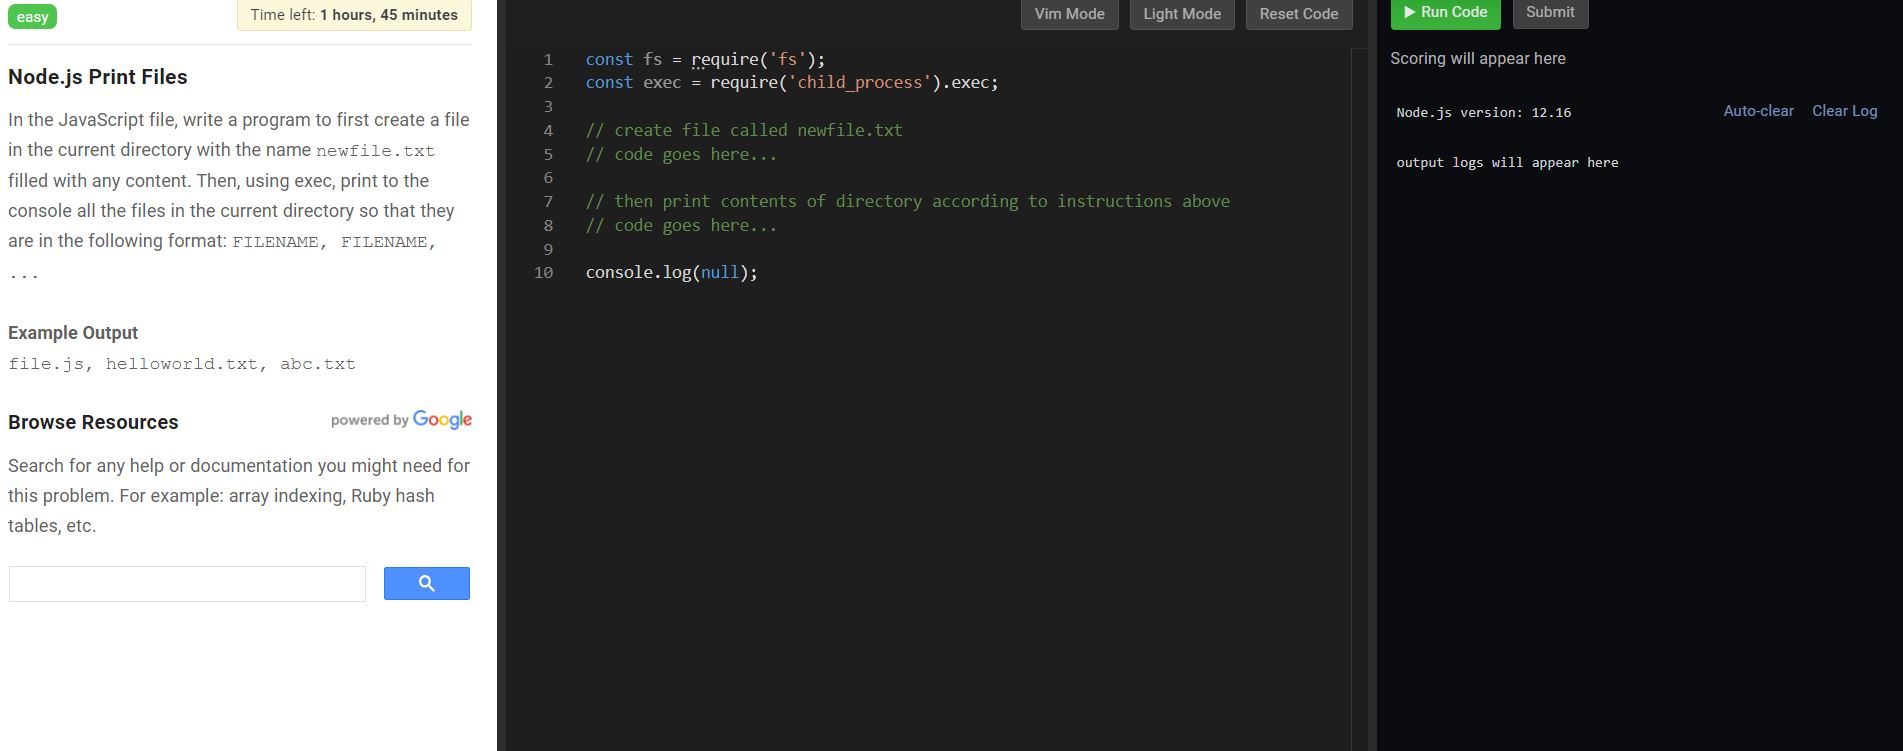 easy
Time left: 1 hours, 45 minutes
Node.js Print Files
In the JavaScript file, write a program to first create a file
in the current directory with the name newfile.txt
filled with any content. Then, using exec, print to the
console all the files in the current directory so that they
are in the following format: FILENAME, FILENAME,
...
Example Output
file.js, helloworld.txt, abc.txt
Browse Resources
powered by Google
Search for any help or documentation you might need for
this problem. For example: array indexing, Ruby hash
tables, etc.
Vim Mode
Light Mode
Reset Code
1 const fs = require('fs');
2 const exec = require('child_process').exec;
3
4 // create file called newfile.txt
5 // code goes here...
6
7 // then print contents of directory according to instructions above
8 // code goes here...
9
10 console.log(null);
Run Code
Submit
Scoring will appear here
Node.js version: 12.16
Auto-clear
Clear Log
output logs will appear here